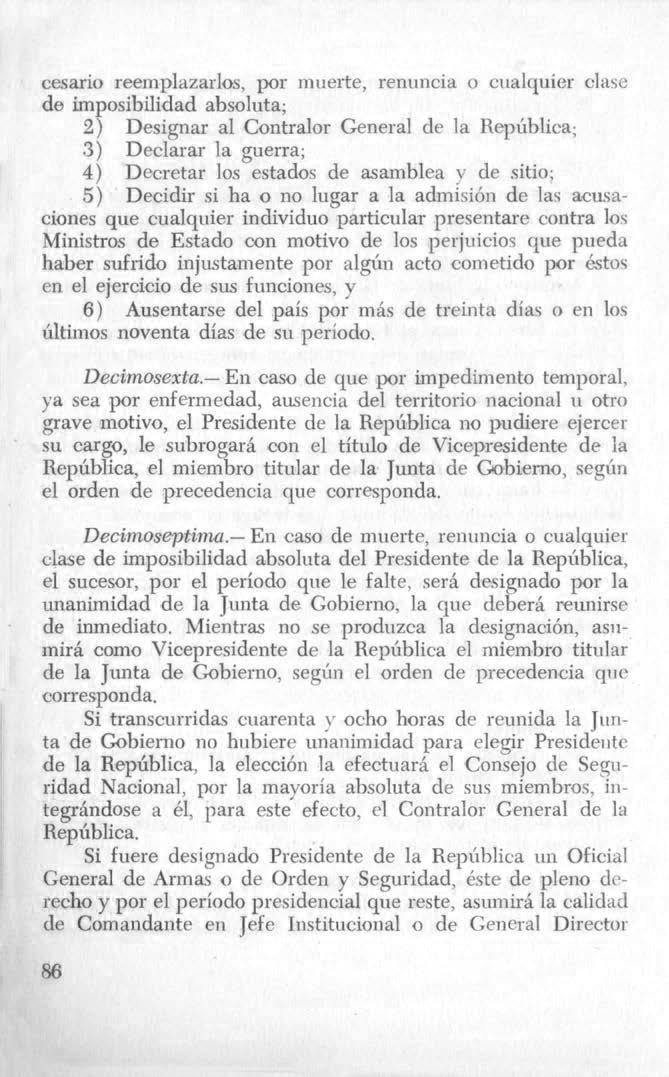 cesario reemplazarlos, por muerte, renuncia o cualquier clase
de imposibilidad absoluta;
2) Designar al Contralor General de la República;
3) Declarar la guerra;
4) Decretar los estados de asamblea y de sitio;
5) Decidir si ha o no lugar a la admisión de las acusa-
ciones que cualquier individuo particular presentare contra los
Ministros de Estado con motivo de los perjuicios que pueda
haber sufrido injustamente por algún acto cometido por éstos
en el ejercicio de sus funciones, y
6) Ausentarse del país por más de treinta días o en los
últimos noventa días de su período.
Decimosexta.— En caso de que por impedimento temporal,
ya sea por enfermedad, ausencia del territorio nacional u otro
grave motivo, el Presidente de la República no pudiere ejercer
su cargo, le subrogará con el título de Vicepresidente de la
República, el miembro titular de la Junta de Gobierno, según
el orden de precedencia que corresponda.
Decimoseptima.— En caso de muerte, renuncia o cualquier
clase de imposibilidad absoluta del Presidente de la República,
el sucesor, por el período que le falte, será designado por la
unanimidad de la Junta de Gobierno, la que deberá reunirse
de inmediato. Mientras no se produzca la designación, asu-
mirá como Vicepresidente de la República el miembro titular
de la Junta de Gobierno, según el orden de precedencia que
corresponda.
Si transcurridas cuarenta y ocho horas de reunida la Jun-
ta de Gobierno no hubiere unanimidad para elegir Presidente
de la República, la elección la efectuará el Consejo de Segu-
ridad Nacional, por la mayoría absoluta de sus miembros, in-
tegrándose a él, para este efecto, el Contralor General de la
República.
Si fuere designado Presidente de la República un Oficial
General de Armas o de Orden y Seguridad, éste de pleno de-
recho y por el período presidencial que reste, asumirá la calidad
de Comandante en Jefe Institucional o de General Director
86